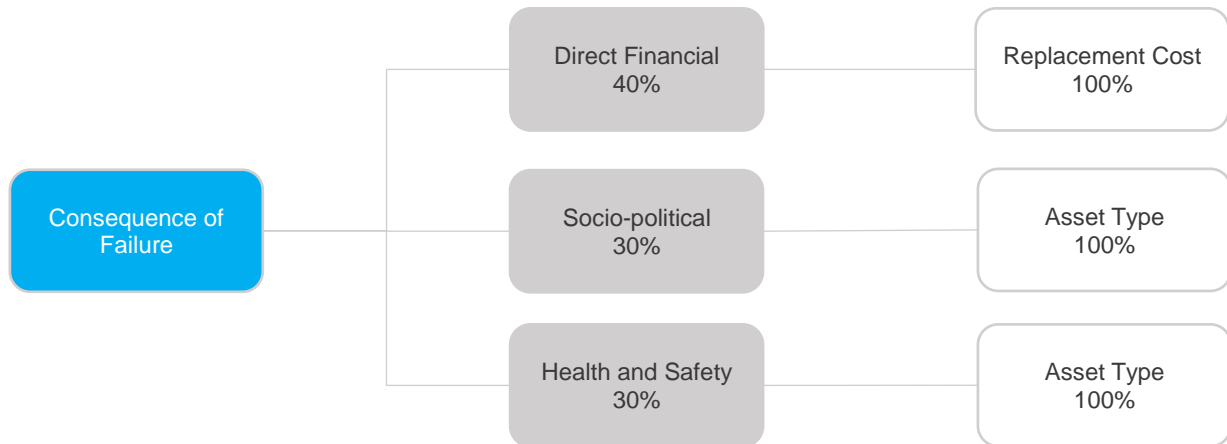 Direct Financial
40%
Replacement Cost
100%
Consequence of
Failure
Socio-political
30%
Asset Type
100%
Health and Safety
30%
Asset Type
100%